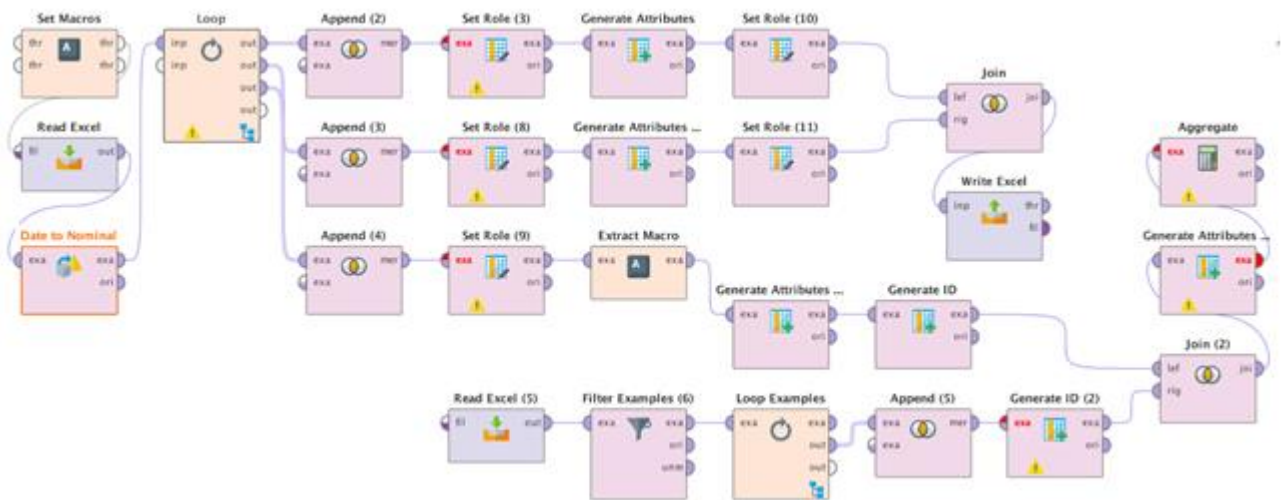 Set Macros
thr thr
thr thr
Loop
inp out
inp out
out
out
Append (2)
exa mer
exa
Set Role (3)
exa exa
ori
Generate Attributes
exa exa
ori
Set Role (10)
exa exa
ori
Join
lef joi
rig
Read Excel
fil out
Append (3)
exa mer
exa
Set Role (8)
exa exa
ori
Generate Attributes ...
exa exa
ori
Set Role (11)
exa exa
ori
Aggregate
exa exa
ori
Write Excel
inp thr
fil
Date to Nominal
exa exa
ori
Append (4)
exa mer
exa
Set Role (9)
exa exa
ori
Extract Macro
exa exa
Generate Attributes ...
exa exa
ori
Generate Attributes ...
exa exa
ori
Generate ID
exa exa
ori
Join (2)
lef joi
rig
Read Excel (5)
fil out
Filter Examples (6)
exa exa
ori
unm
Loop Examples
exa exa
out
out
Append (5)
exa mer
exa
Generate ID (2)
exa exa
ori